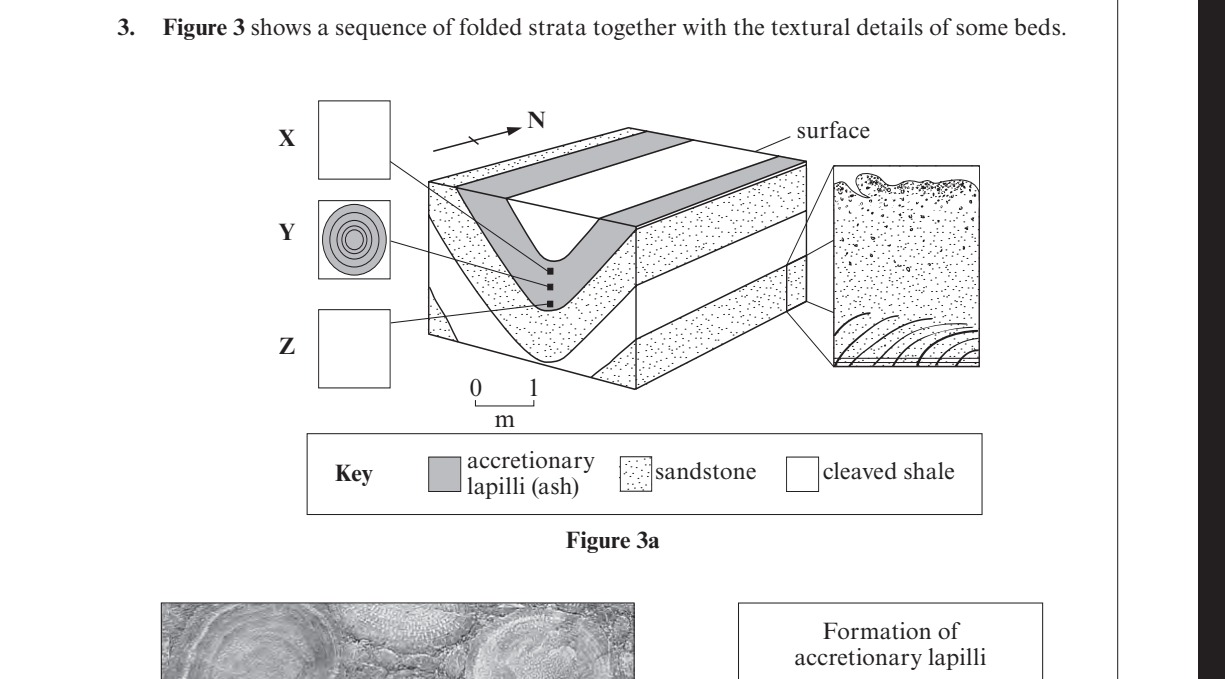 3. Figure 3 shows a sequence of folded strata together with the textural details of some beds.
N
X
surface
Y
Z
0 1
m
Key
accretionary
lapilli (ash)
sandstone
cleaved shale
Figure 3a
Formation of
accretionary lapilli